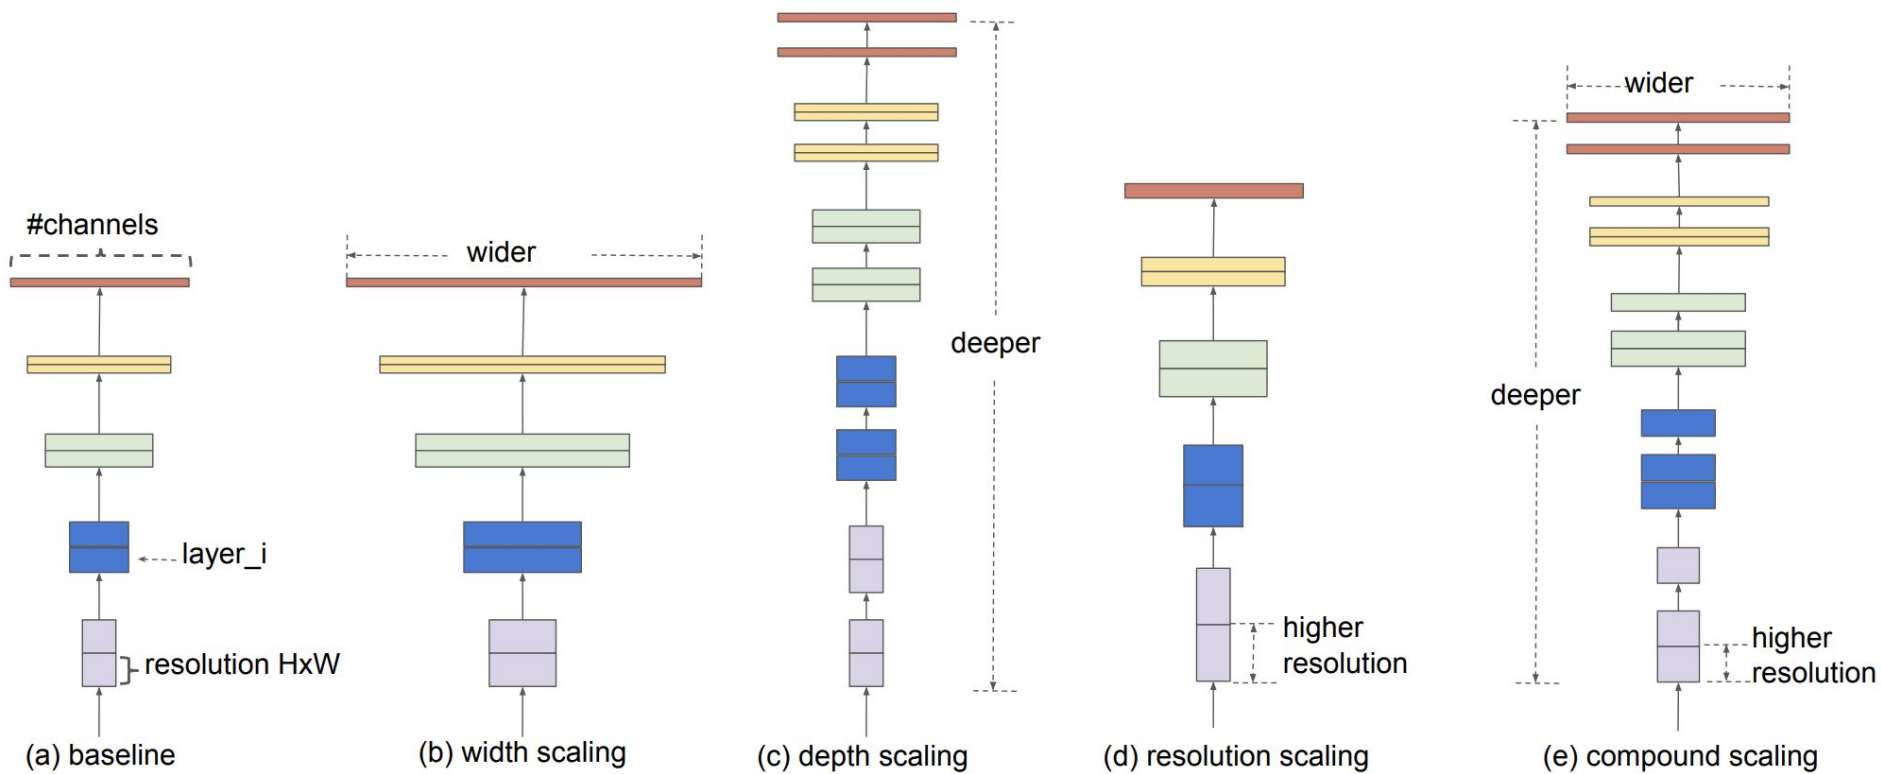 #channels
layer_i
resolution HxW
(a) baseline
wider
(b) width scaling
deeper
(c) depth scaling
higher
resolution
(d) resolution scaling
wider
deeper
higher
resolution
(e) compound scaling